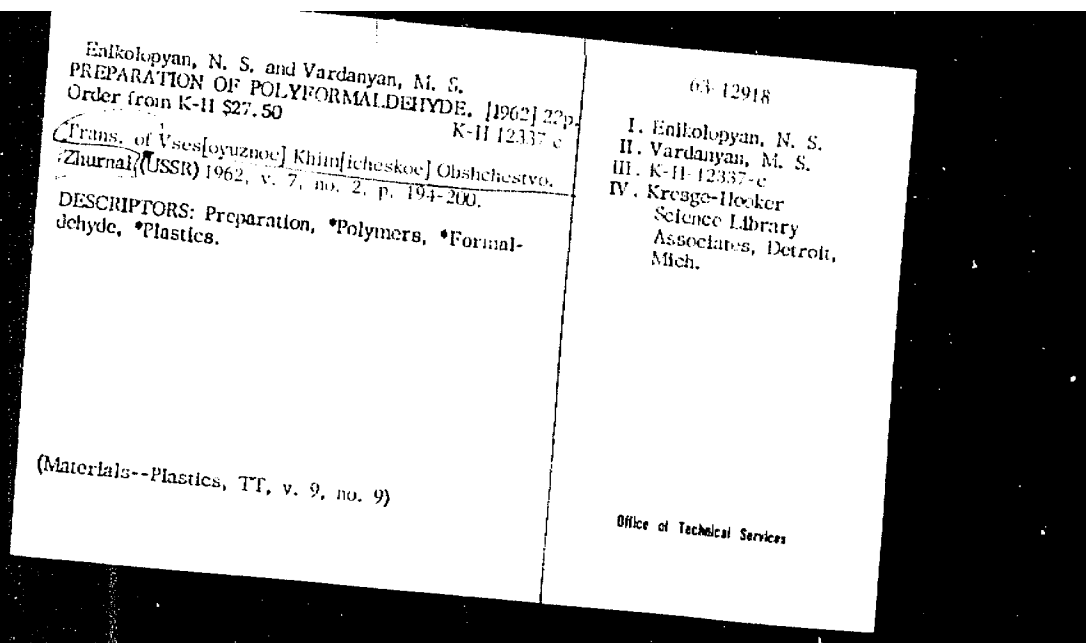 Enikolopyan, N. S. and Vardanyan, M. S.
PREPARATION OF POLYFORMALDEHYDE. [1962] 22p.
Order from K-H $27.50
K-H 12337-c
Trans. of Vses[oyuznoe] Khim[icheskoe] Obshchestvo.
Zhurnal (USSR) 1962, v. 7, no. 2, p. 194-200.
DESCRIPTORS: Preparation, *Polymers, *Formal-
dehyde, *Plastics.
(Materials--Plastics, TT, v. 9, no. 9)
63-12918
I. Enikolopyan, N. S.
II. Vardanyan, M. S.
III. K-H-12337-c
IV. Kresge-Hooker
Science Library
Associates, Detroit,
Mich.
Office of Technical Services